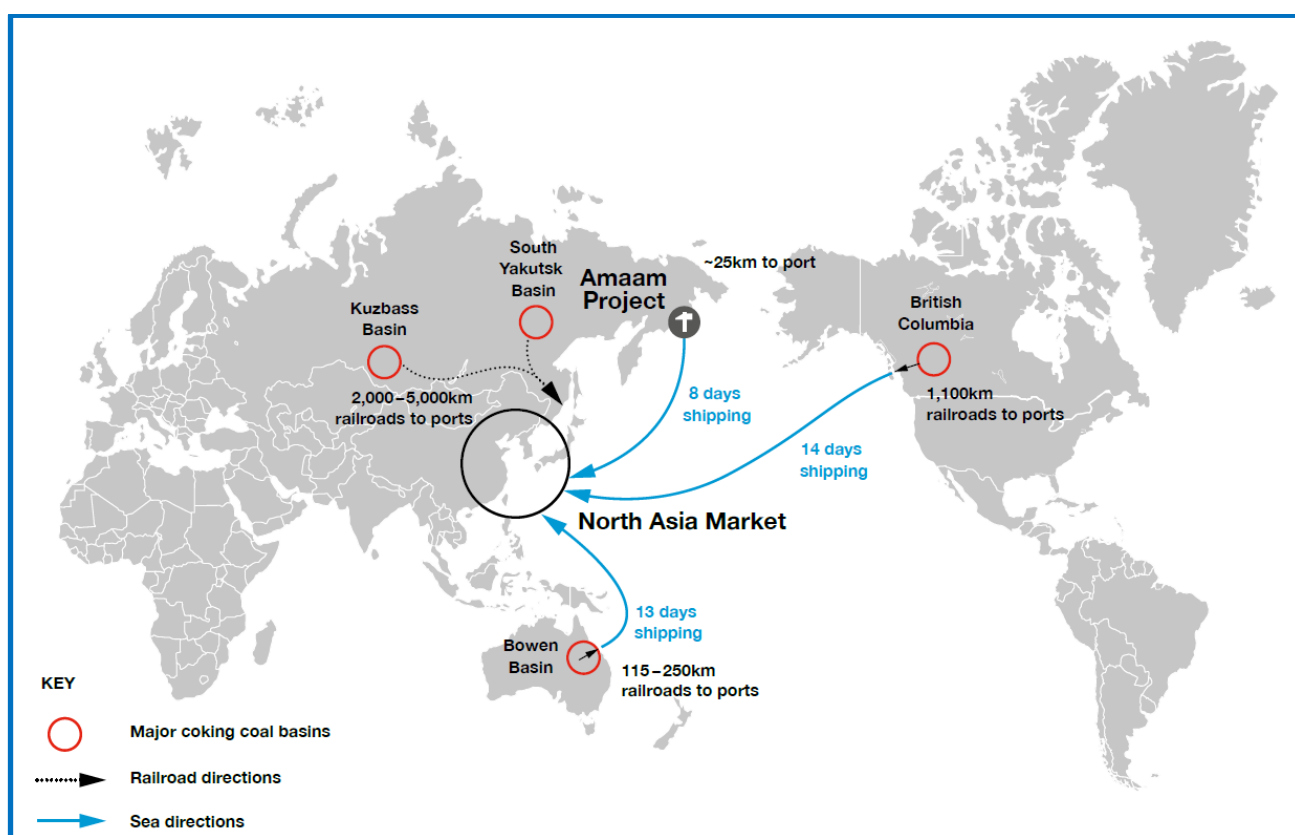 South
Yakutsk
Basin
Amaam
Project
~25km to port
Kuzbass
Basin
British
Columbia
2,000–5,000km
railroads to ports
8 days
shipping
1,100km
railroads to ports
14 days
shipping
North Asia Market
13 days
shipping
Bowen
Basin
115–250km
railroads to ports
KEY
Major coking coal basins
Railroad directions
Sea directions